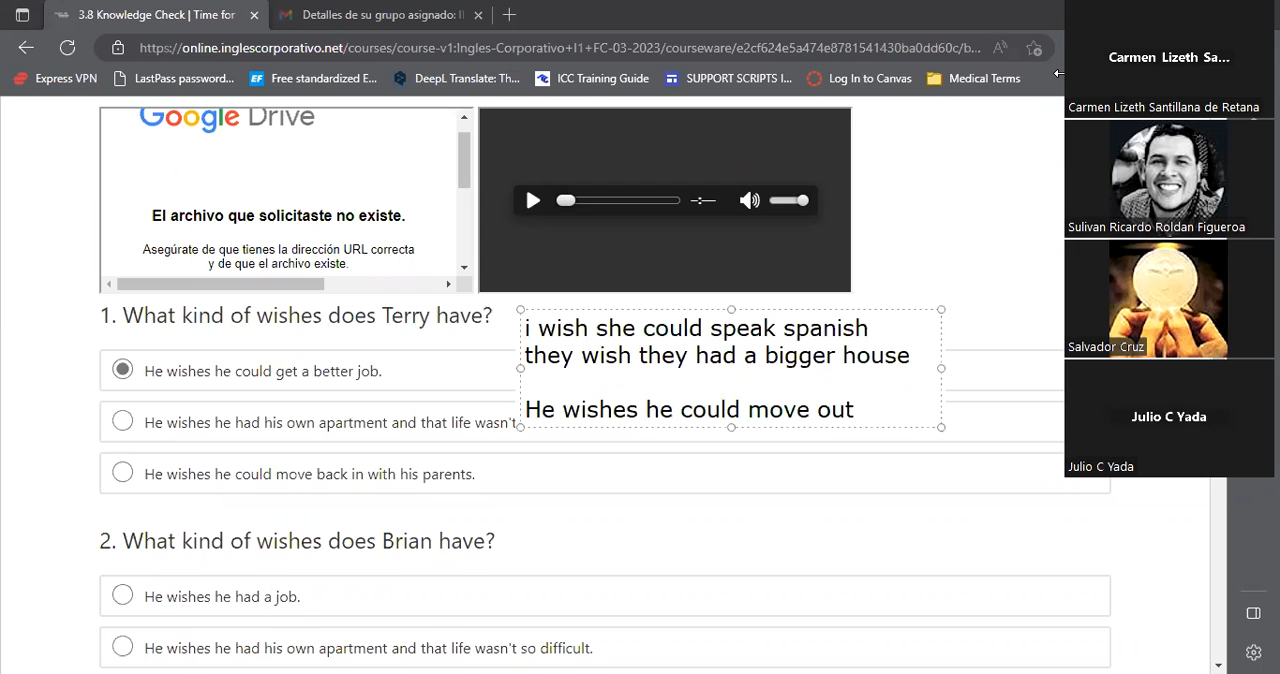 3.8 Knowledge Check | Time for
Detalles de su grupo asignado: I
https://online.inglescorporativo.net/courses/course-v1:Ingles-Corporativo+I1+FC-03-2023/courseware/e2cf624e5a474e8781541430ba0dd60c/b...
Express VPN
LastPass password...
EF Free standardized E...
DeepL Translate: Th...
ICC Training Guide
SUPPORT SCRIPTS I...
Log In to Canvas
Medical Terms
Google Drive
El archivo que solicitaste no existe.
Asegúrate de que tienes la dirección URL correcta
y de que el archivo existe.
1. What kind of wishes does Terry have?
He wishes he could get a better job.
He wishes he had his own apartment and that life wasn't
He wishes he could move back in with his parents.
i wish she could speak spanish
they wish they had a bigger house
He wishes he could move out
2. What kind of wishes does Brian have?
He wishes he had a job.
He wishes he had his own apartment and that life wasn't so difficult.
Carmen Lizeth Sa...
Carmen Lizeth Santillana de Retana
Sulivan Ricardo Roldan Figueroa
Salvador Cruz
Julio C Yada
Julio C Yada